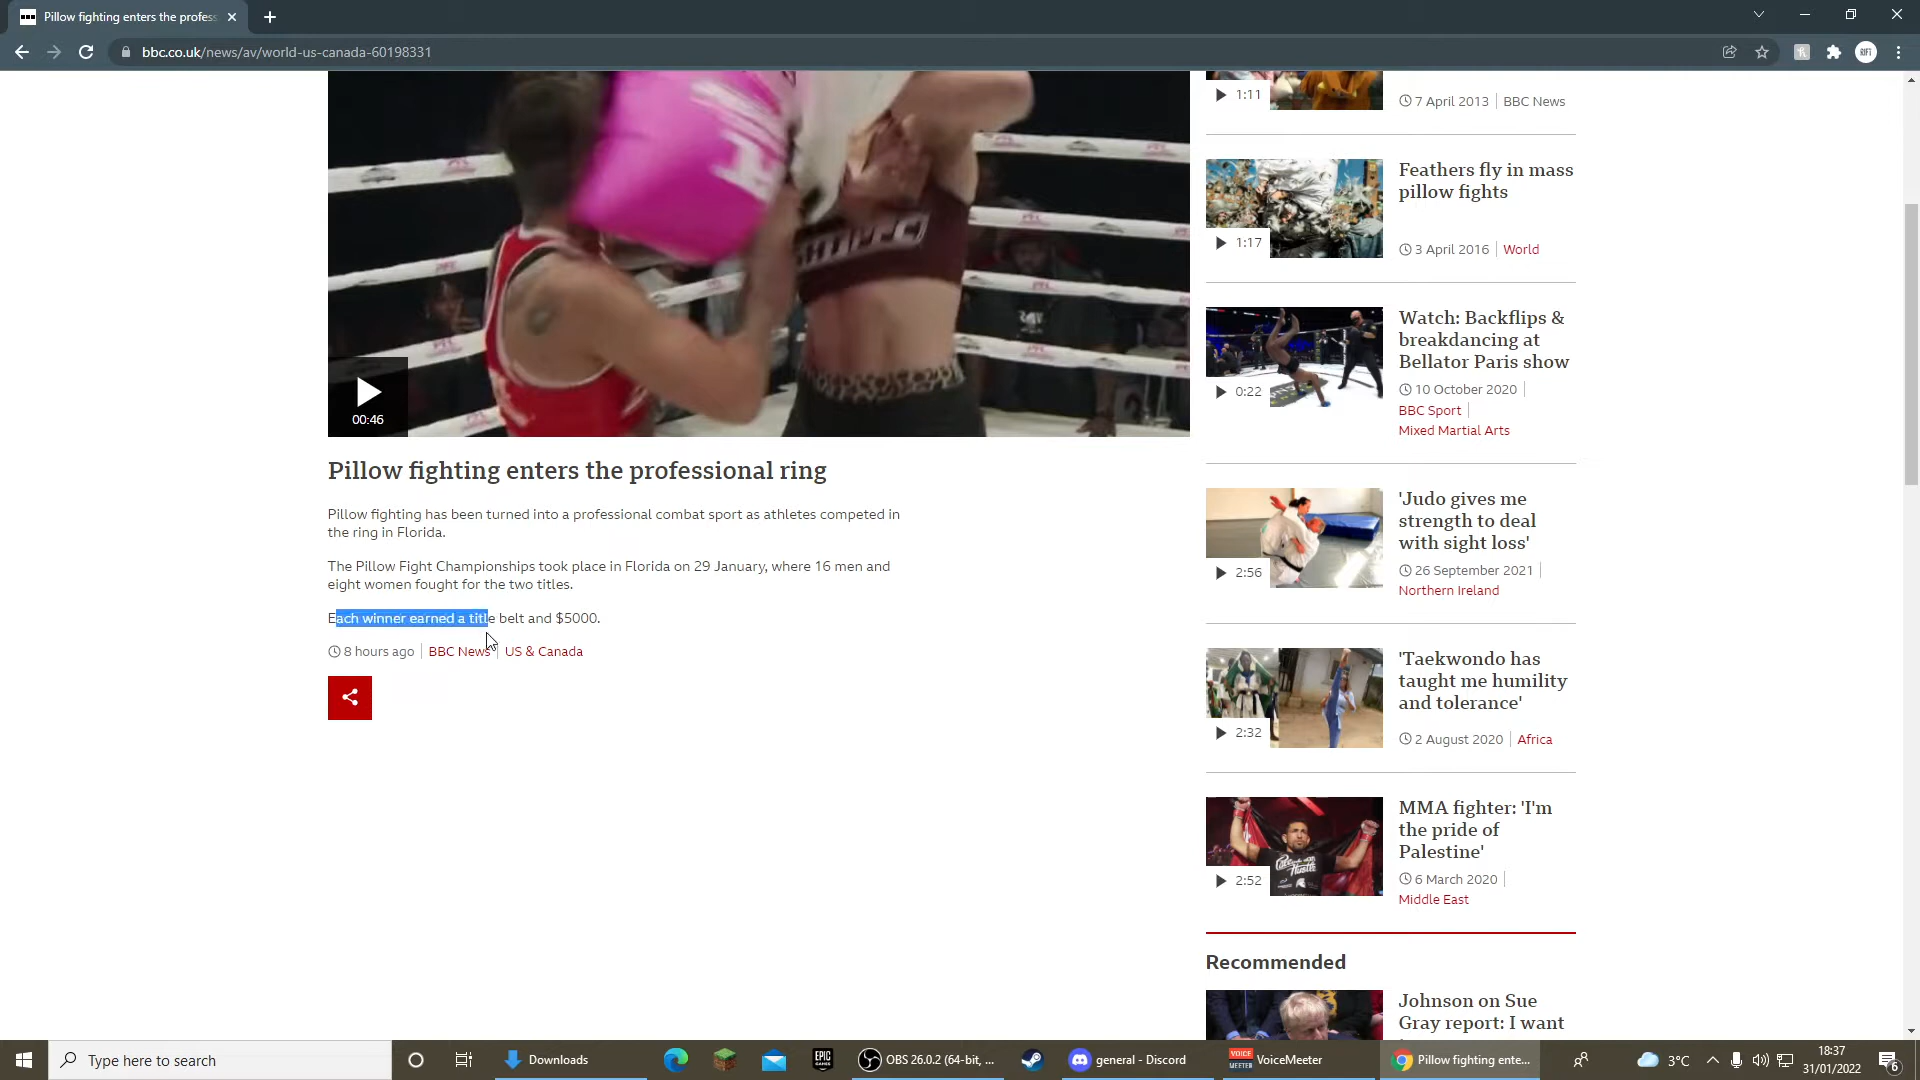 Pillow fighting enters the profess
bbc.co.uk/news/av/world-us-canada-60198331
00:46
Pillow fighting enters the professional ring
Pillow fighting has been turned into a professional combat sport as athletes competed in
the ring in Florida.
The Pillow Fight Championships took place in Florida on 29 January, where 16 men and
eight women fought for the two titles.
Each winner earned a title belt and $5000.
8 hours ago | BBC News | US & Canada
1:11
7 April 2013 | BBC News
Feathers fly in mass
pillow fights
1:17
3 April 2016 | World
Watch: Backflips &
breakdancing at
Bellator Paris show
0:22
10 October 2020 |
BBC Sport |
Mixed Martial Arts
'Judo gives me
strength to deal
with sight loss'
2:56
26 September 2021 |
Northern Ireland
'Taekwondo has
taught me humility
and tolerance'
2:32
2 August 2020 | Africa
MMA fighter: 'I'm
the pride of
Palestine'
2:52
6 March 2020 |
Middle East
Recommended
Johnson on Sue
Gray report: I want
Type here to search
Downloads
EPIC GAMES
OBS 26.0.2 (64-bit, ...
general - Discord
VOICE MEETER
VoiceMeeter
Pillow fighting ente...
3°C
18:37
31/01/2022
6